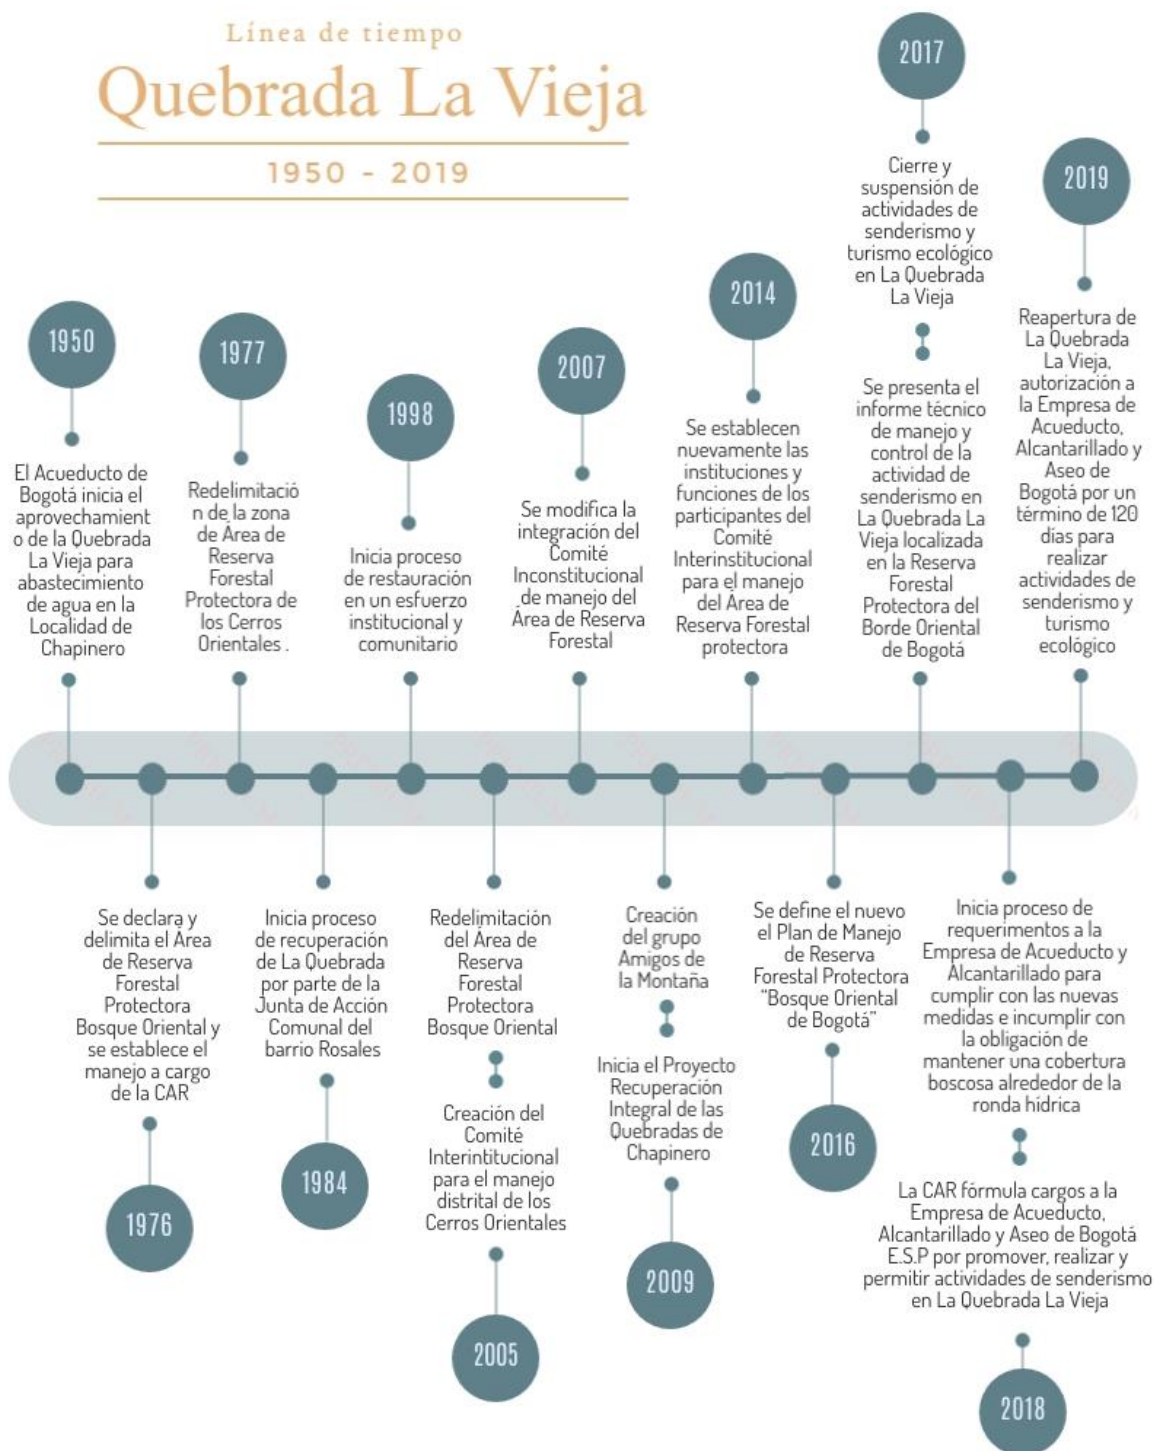 Línea de tiempo
Quebrada La Vieja
1950 - 2019
1950
El Acueducto de
Bogotá inicia el
aprovechamient
o de la Quebrada
La Vieja para
abastecimiento
de agua en la
Localidad de
Chapinero
Se declara y
delimita el Área
de Reserva
Forestal
Protectora
Bosque Oriental y
se establece el
manejo a cargo
de la CAR
1976
1977
Redelimitació
n de la zona
de Área de
Reserva
Forestal
Protectora de
los Cerros
Orientales .
Inicia proceso
de recuperación
de La Quebrada
por parte de la
Junta de Acción
Comunal del
barrio Rosales
1984
1998
Inicia proceso
de restauración
en un esfuerzo
institucional y
comunitario
Redelimitación
del Área de
Reserva
Forestal
Protectora
Bosque Oriental
Creación del
Comité
Interintitucional
para el manejo
distrital de los
Cerros Orientales
2005
2007
Se modifica la
integración del
Comité
Inconstitucional
de manejo del
Área de Reserva
Forestal
Creación
del grupo
Amigos de
la Montaña
Inicia el Proyecto
Recuperación
Integral de las
Quebradas de
Chapinero
2009
2014
Se establecen
nuevamente las
instituciones y
funciones de los
participantes del
Comité
Interinstitucional
para el manejo
del Área de
Reserva Forestal
protectora
Se define el nuevo
el Plan de Manejo
de Reserva
Forestal Protectora
"Bosque Oriental
de Bogotá"
2016
2017
Cierre y
suspensión de
actividades de
senderismo y
turismo ecológico
en La Quebrada
La Vieja
Se presenta el
informe técnico
de manejo y
control de la
actividad de
senderismo en
La Quebrada La
Vieja localizada
en la Reserva
Forestal
Protectora del
Borde Oriental
de Bogotá
Inicia proceso de
requerimentos a la
Empresa de Acueducto y
Alcantarillado para
cumplir con las nuevas
medidas e incumplir con
la obligación de
mantener una cobertura
boscosa alrededor de la
ronda hídrica
La CAR fórmula cargos a la
Empresa de Acueducto,
Alcantarillado y Aseo de Bogotá
E.S.P por promover, realizar y
permitir actividades de senderismo
en La Quebrada La Vieja
2018
2019
Reapertura de
La Quebrada
La Vieja,
autorización a
la Empresa de
Acueducto,
Alcantarillado y
Aseo de
Bogotá por un
término de 120
días para
realizar
actividades de
senderismo y
turismo
ecológico